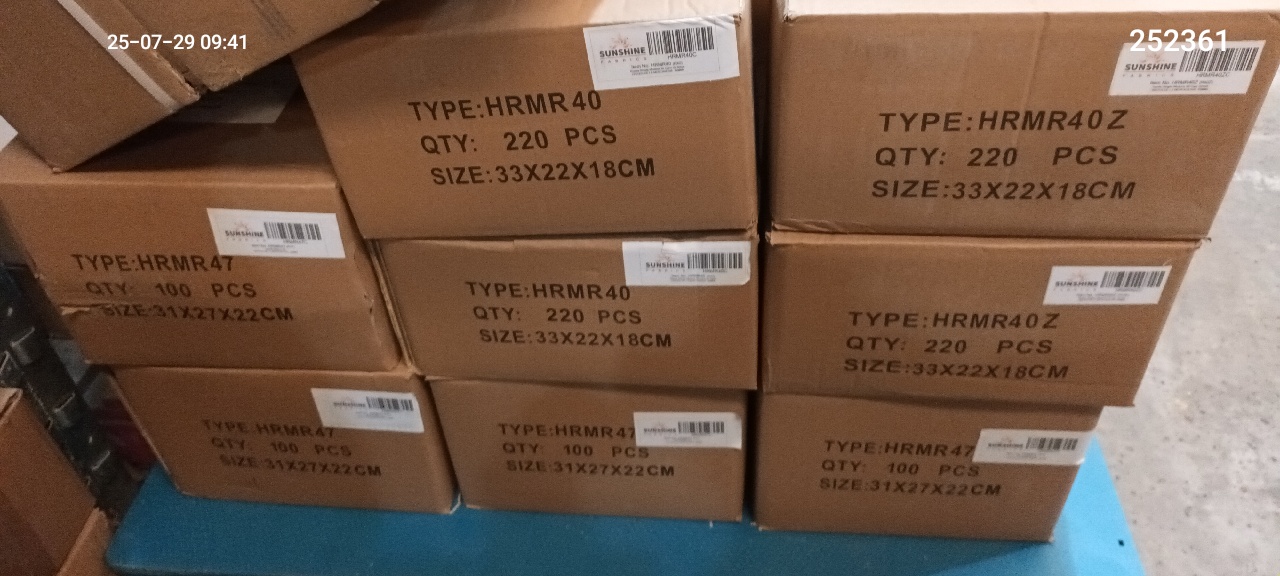 25-07-29 09:41
252361
SUNSHINE
HRMR40C
TYPE:HRMR40
QTY: 220 PCS
SIZE:33X22X18CM
SUNSHINE
HRMR40ZC
TYPE:HRMR40Z
QTY: 220 PCS
SIZE:33X22X18CM
SUNSHINE
TYPE:HRMR47
QTY: 100 PCS
SIZE:31X27X22CM
SUNSHINE
TYPE:HRMR40
QTY: 220 PCS
SIZE:33X22X18CM
SUNSHINE
TYPE:HRMR40Z
QTY: 220 PCS
SIZE:33X22X18CM
SUNSHINE
TYPE:HRMR47
QTY: 100 PCS
SIZE:31X27X22CM
SUNSHINE
TYPE:HRMR47
QTY: 100 PCS
SIZE:31X27X22CM
SUNSHINE
TYPE:HRMR47
QTY: 100 PCS
SIZE:31X27X22CM